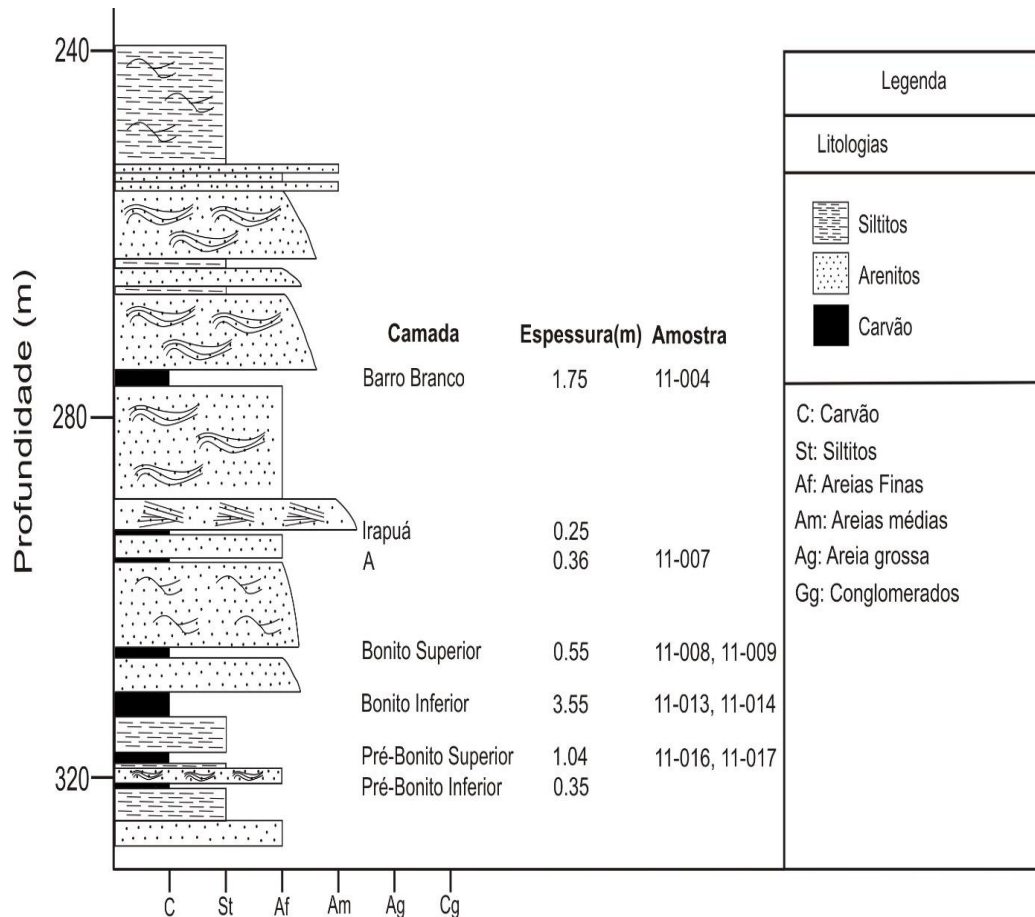 Profundidade (m)
240
280
320
C St Af Am Ag Cg
Camada Espessura(m) Amostra
Barro Branco 1.75 11-004
Irapuá 0.25
A 0.36 11-007
Bonito Superior 0.55 11-008, 11-009
Bonito Inferior 3.55 11-013, 11-014
Pré-Bonito Superior 1.04 11-016, 11-017
Pré-Bonito Inferior 0.35
Legenda
Litologias
Siltitos
Arenitos
Carvão
C: Carvão
St: Siltitos
Af: Areias Finas
Am: Areias médias
Ag: Areia grossa
Gg: Conglomerados